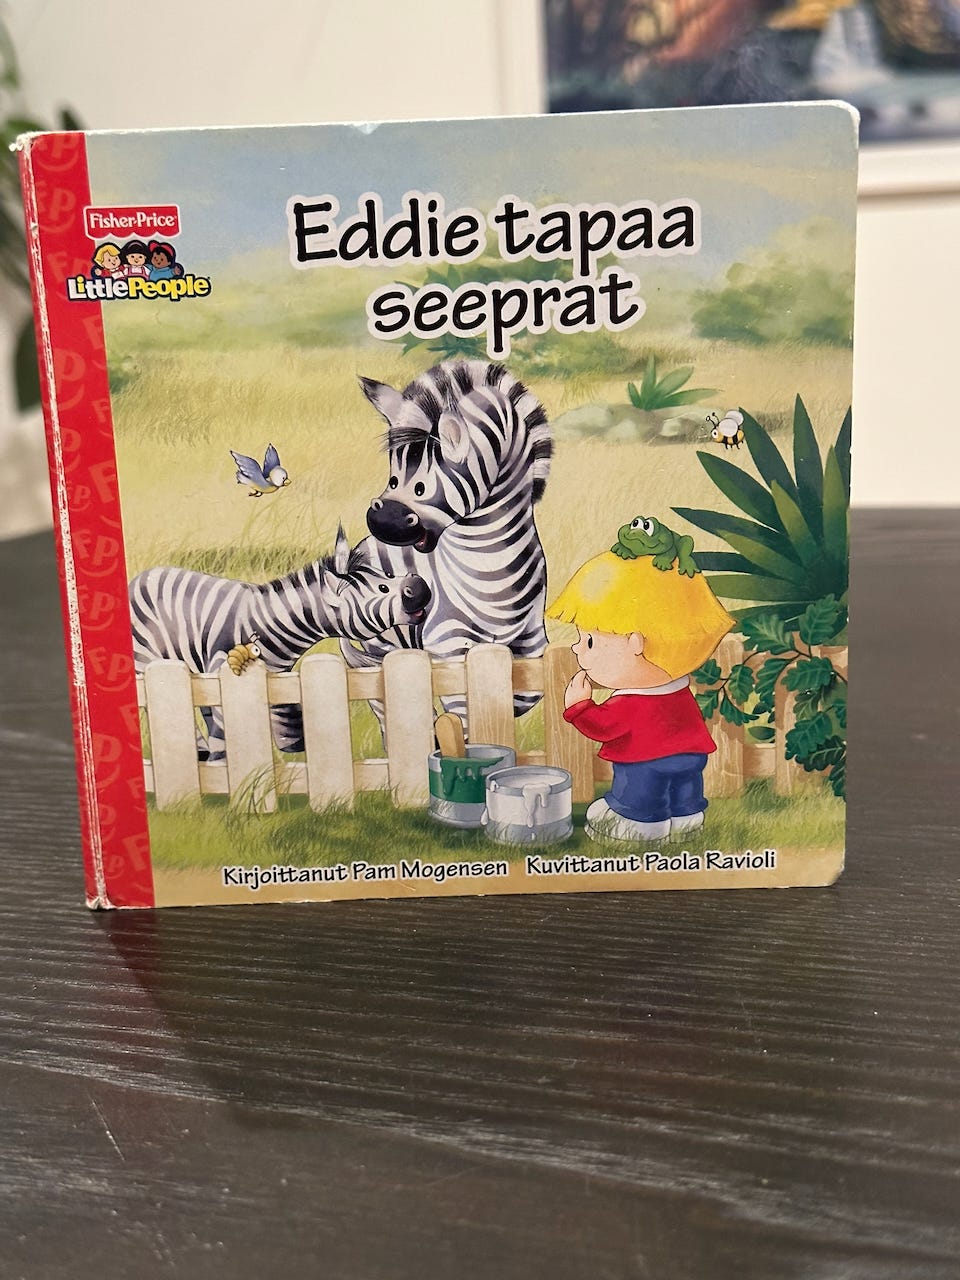 Fisher-Price
Little People
Eddie tapaa
seeprat
Kirjoittanut Pam Mogensen Kuvittanut Paola Ravioli